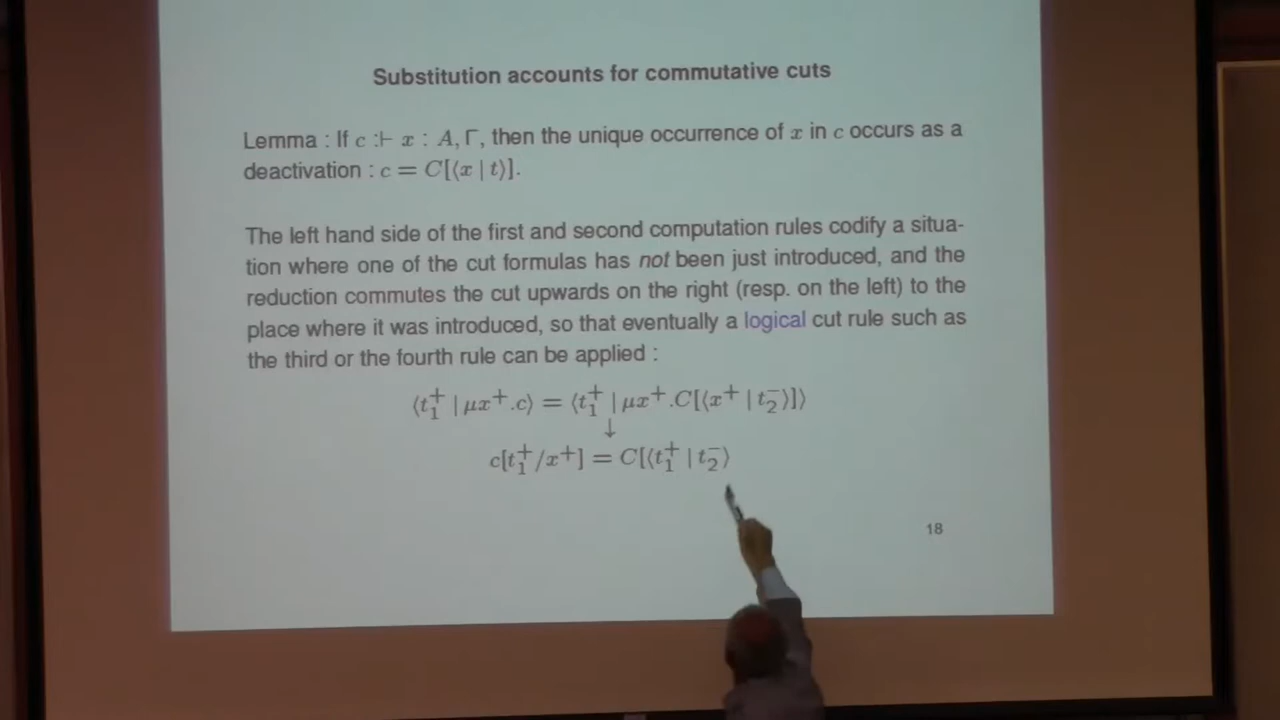 Substitution accounts for commutative cuts
Lemma : If c :⊢ x : A, Γ, then the unique occurrence of x in c occurs as a
deactivation : c = C[⟨x | t⟩].
The left hand side of the first and second computation rules codify a situa-
tion where one of the cut formulas has not been just introduced, and the
reduction commutes the cut upwards on the right (resp. on the left) to the
place where it was introduced, so that eventually a logical cut rule such as
the third or the fourth rule can be applied :
⟨t₁⁺ | μx⁺.c⟩ = ⟨t₁⁺ | μx⁺.C[⟨x⁺ | t₂⁻⟩]⟩
↓
c[t₁⁺/x⁺] = C[⟨t₁⁺ | t₂⁻⟩
18